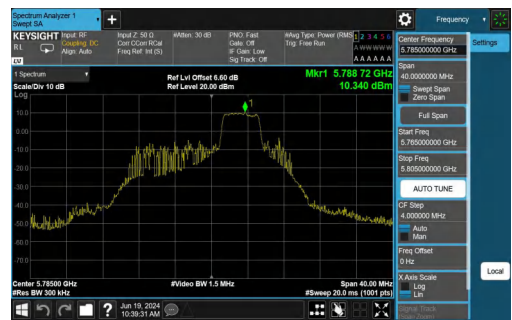 Spectrum Analyzer 1
Swept SA
+
Frequency
KEYSIGHT
Input: RF
Input Z: 50 Ω
#Atten: 30 dB
PNO: Fast
#Avg Type: Power (RMS
1 2 3 4 5 6
RL
Coupling: DC
Corr CCorr RCal
Gate: Off
Trig: Free Run
A W W W W W
Align: Auto
Freq Ref: Int (S)
IF Gain: Low
Sig Track: Off
A A A A A A
LV
1 Spectrum
Ref Lvl Offset 6.60 dB
Mkr1 5.788 72 GHz
Scale/Div 10 dB
Ref Level 20.00 dBm
10.340 dBm
Log
1
10.0
0.00
-10.0
-20.0
-30.0
-40.0
-50.0
-60.0
-70.0
Center 5.78500 GHz
#Video BW 1.5 MHz
Span 40.00 MHz
#Res BW 300 kHz
#Sweep 20.0 ms (1001 pts)
Jun 19, 2024
10:39:31 AM
?
Center Frequency
5.785000000 GHz
Settings
Span
40.0000000 MHz
Swept Span
Zero Span
Full Span
Start Freq
5.765000000 GHz
Stop Freq
5.805000000 GHz
AUTO TUNE
CF Step
4.000000 MHz
Auto
Man
Freq Offset
0 Hz
X Axis Scale
Log
Lin
Local
Signal Track
(Span Zoom)